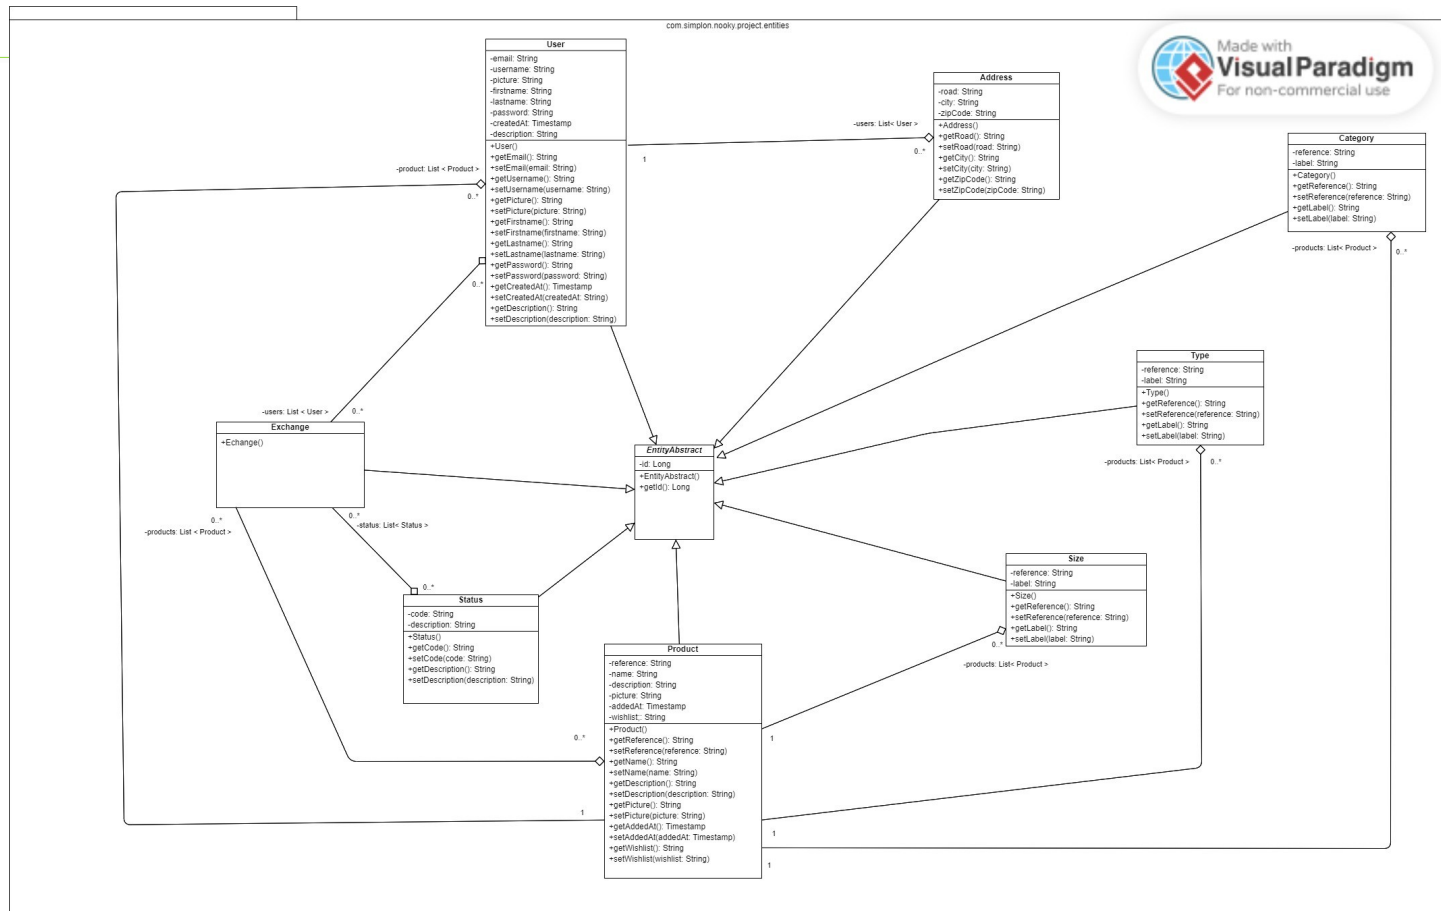 com.simplon.nooky.project.entities
Made with
Visual Paradigm
For non-commercial use
User
-email: String
-username: String
-picture: String
-firstname: String
-lastname: String
-password: String
-createdAt: Timestamp
-description: String
+User()
+getEmail(): String
+setEmail(email: String)
+getUsername(): String
+setUsername(username: String)
+getPicture(): String
+setPicture(picture: String)
+getFirstname(): String
+setFirstname(firstname: String)
+getLastname(): String
+setLastname(lastname: String)
+getPassword(): String
+setPassword(password: String)
+getCreatedAt(): Timestamp
+setCreatedAt(createdAt: String)
+getDescription(): String
+setDescription(description: String)
-product: List < Product >
0..*
0..*
1
-users: List< User >
0..*
Address
-road: String
-city: String
-zipCode: String
+Address()
+getRoad(): String
+setRoad(road: String)
+getCity(): String
+setCity(city: String)
+getZipCode(): String
+setZipCode(zipCode: String)
Category
-reference: String
-label: String
+Category()
+getReference(): String
+setReference(reference: String)
+getLabel(): String
+setLabel(label: String)
-products: List< Product >
0..*
Type
-reference: String
-label: String
+Type()
+getReference(): String
+setReference(reference: String)
+getLabel(): String
+setLabel(label: String)
-products: List< Product >
0..*
-users: List < User >
0..*
Exchange
+Echange()
0..*
-products: List < Product >
0..*
-status: List< Status >
0..*
EntityAbstract
-id: Long
+EntityAbstract()
+getId(): Long
Size
-reference: String
-label: String
+Size()
+getReference(): String
+setReference(reference: String)
+getLabel(): String
+setLabel(label: String)
0..*
-products: List< Product >
Status
-code: String
-description: String
+Status()
+getCode(): String
+setCode(code: String)
+getDescription(): String
+setDescription(description: String)
Product
-reference: String
-name: String
-description: String
-picture: String
-addedAt: Timestamp
-wishlist;: String
+Product()
+getReference(): String
+setReference(reference: String)
+getName(): String
+setName(name: String)
+getDescription(): String
+setDescription(description: String)
+getPicture(): String
+setPicture(picture: String)
+getAddedAt(): Timestamp
+setAddedAt(addedAt: Timestamp)
+getWishlist(): String
+setWishlist(wishlist: String)
0..*
1
1
1
1